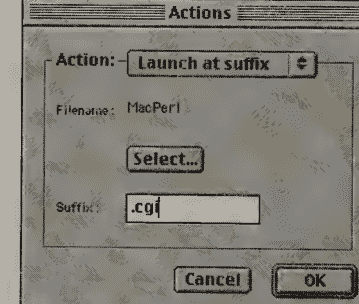 Actions
Action: Launch at suffix
Filename: MacPerl
Select...
Suffix: .cgi
Cancel OK